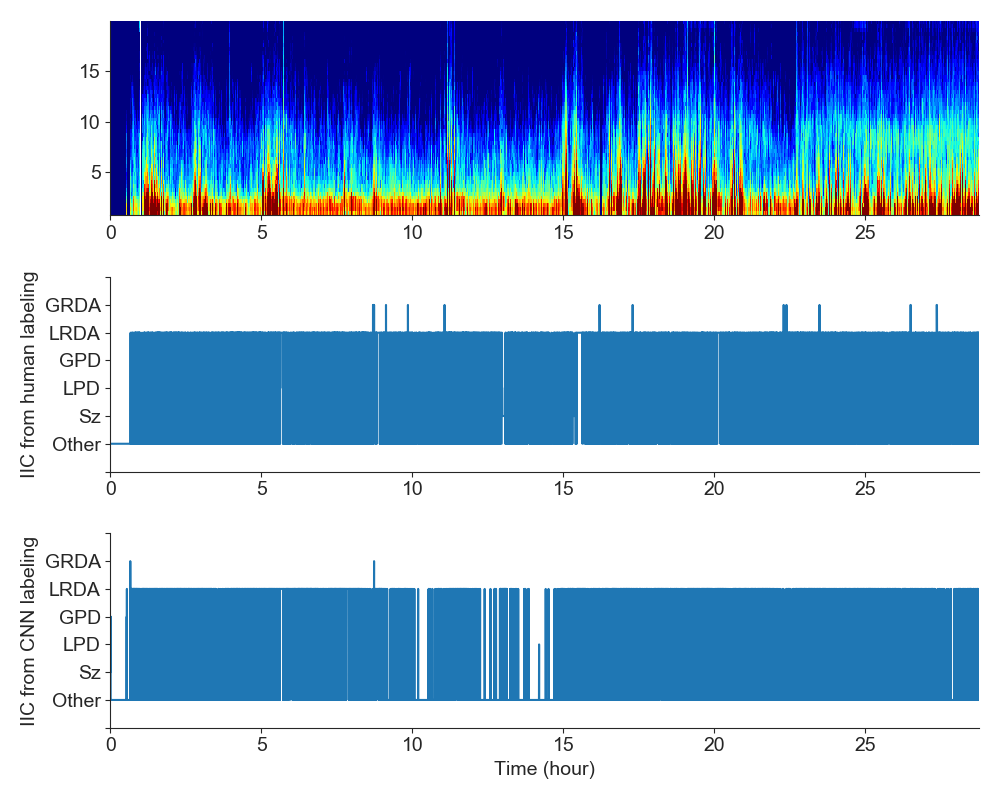 15
10
5
0 5 10 15 20 25
IIC from human labeling
GRDA
LRDA
GPD
LPD
Sz
Other
0 5 10 15 20 25
IIC from CNN labeling
GRDA
LRDA
GPD
LPD
Sz
Other
0 5 10 15 20 25
Time (hour)